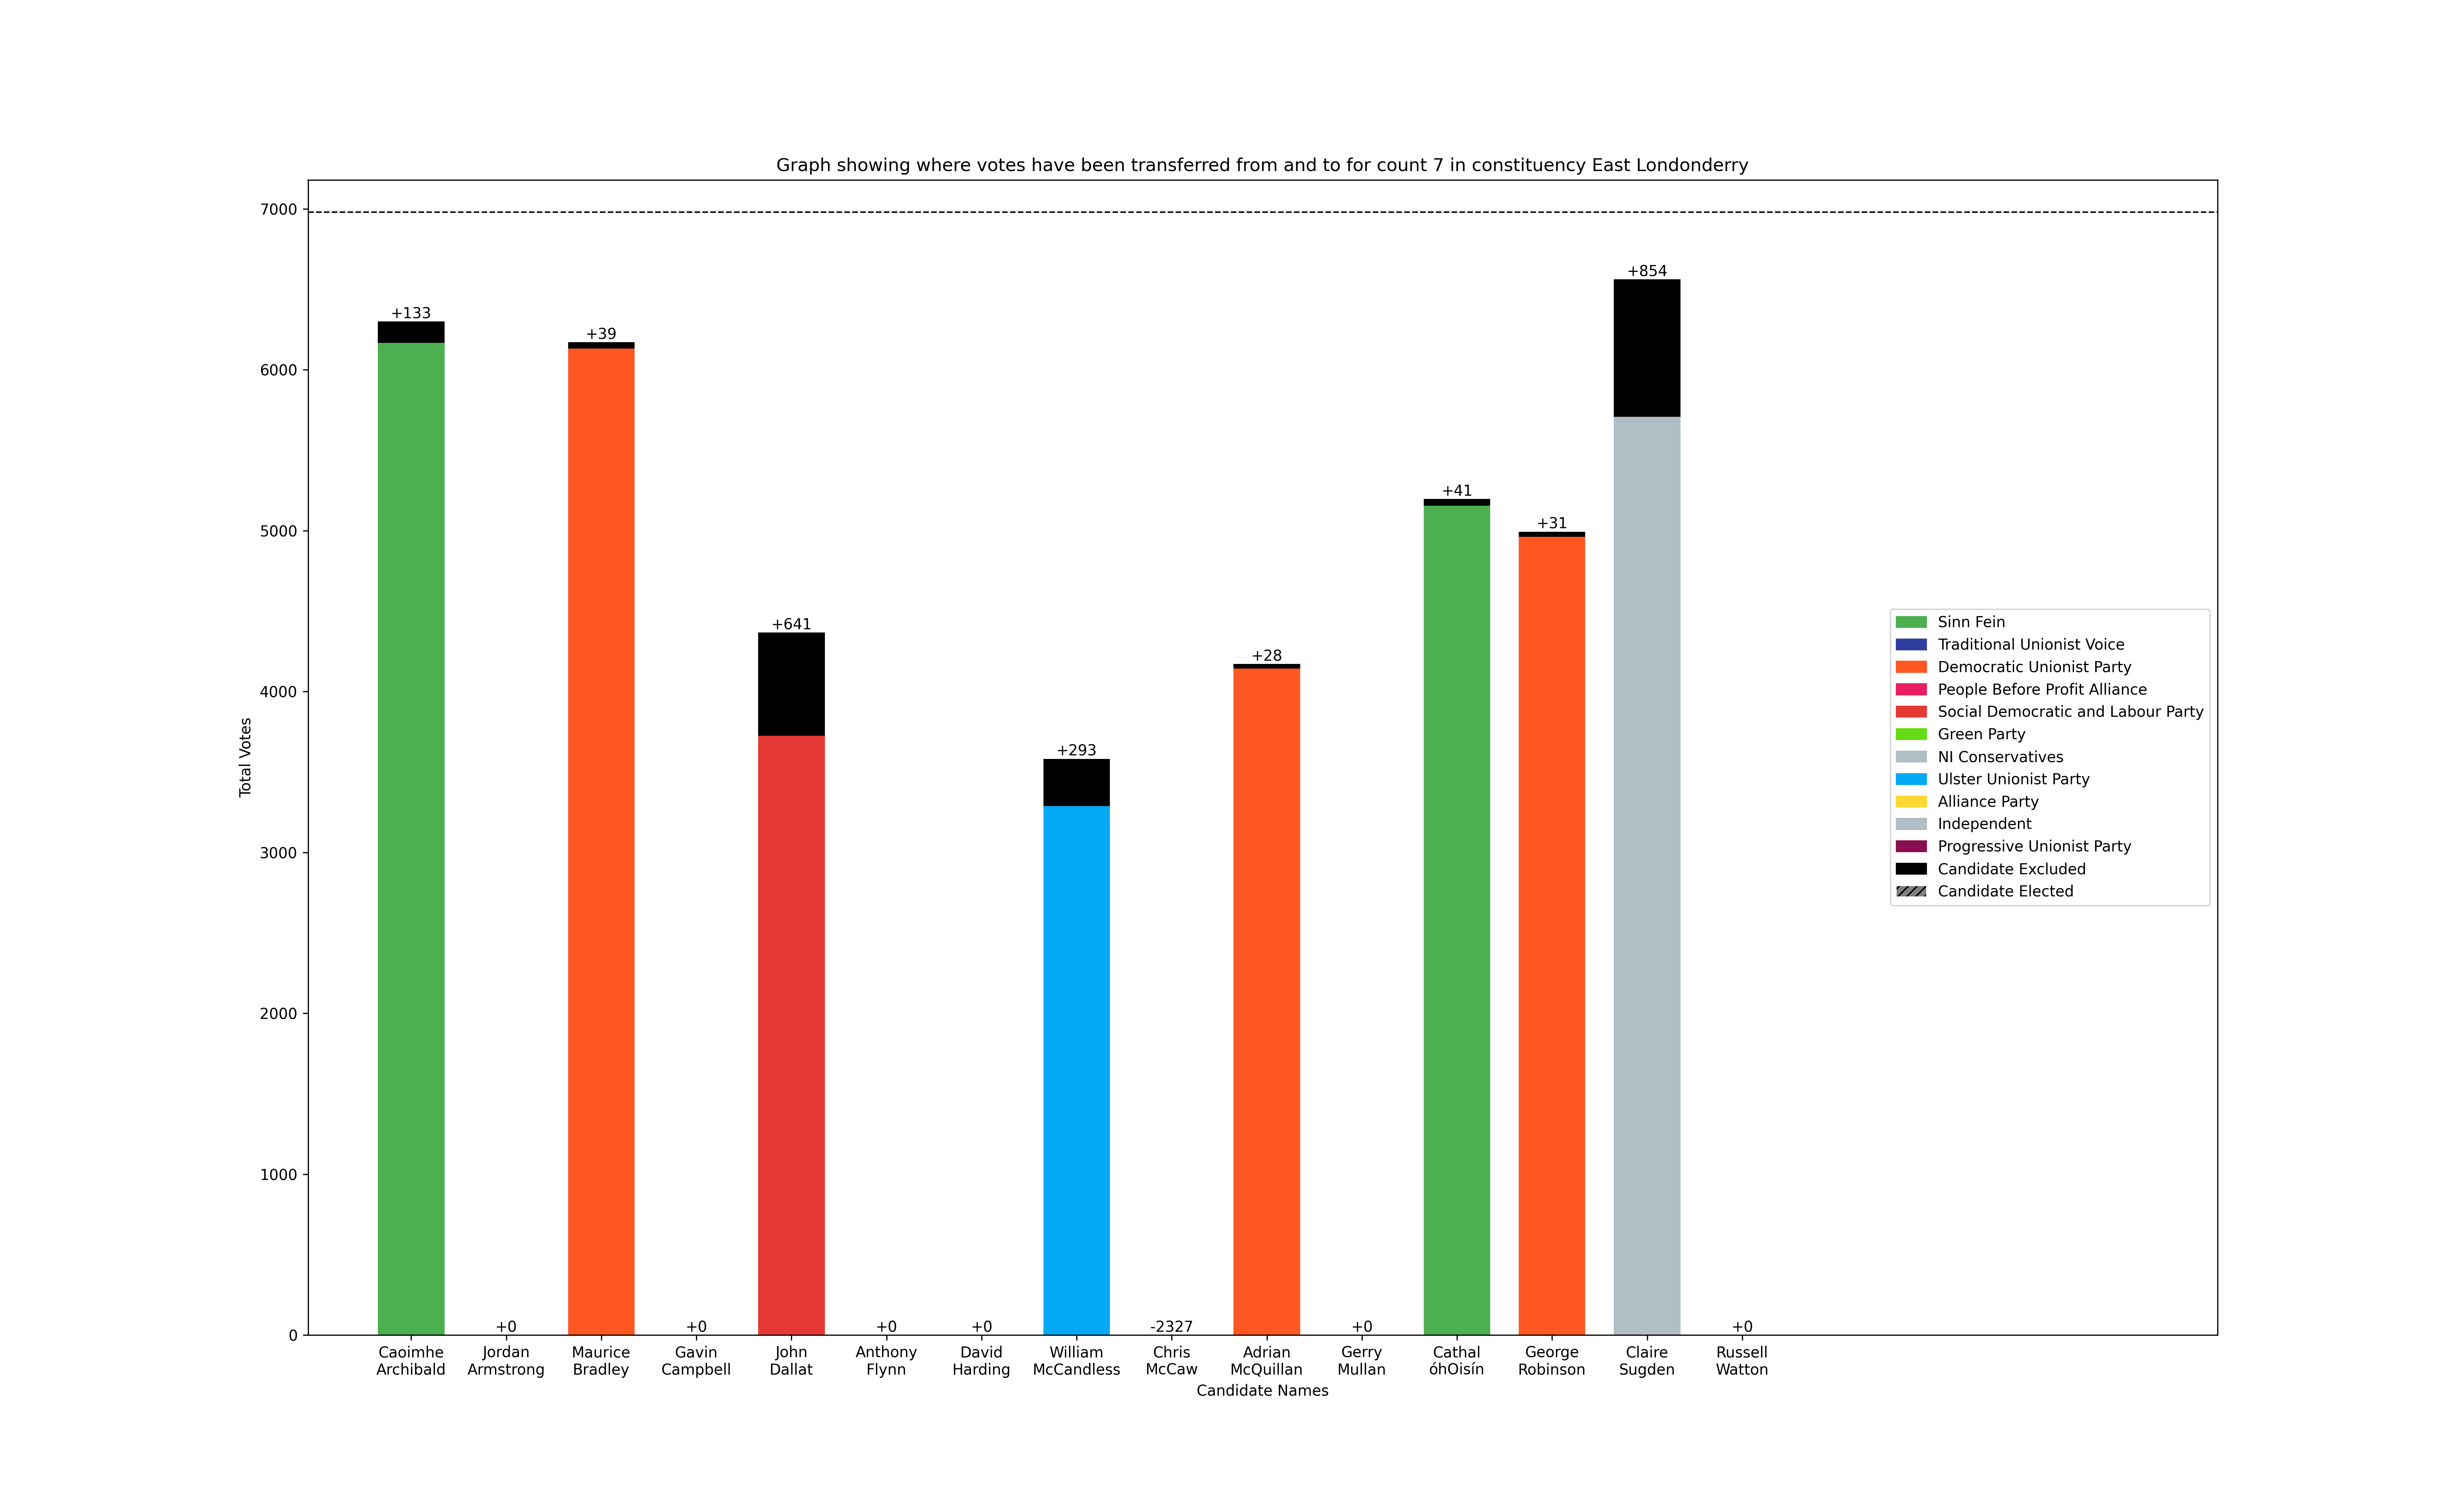 Graph showing where votes have been transferred from and to for count 7 in constituency East Londonderry
7000
6000
5000
4000
3000
2000
1000
0
Total Votes
+133
+0
+39
+0
+641
+0
+0
+293
-2327
+28
+0
+41
+31
+854
+0
Caoimhe
Archibald
Jordan
Armstrong
Maurice
Bradley
Gavin
Campbell
John
Dallat
Anthony
Flynn
David
Harding
William
McCandless
Chris
McCaw
Adrian
McQuillan
Gerry
Mullan
Cathal
óhOisín
George
Robinson
Claire
Sugden
Russell
Watton
Candidate Names
Sinn Fein
Traditional Unionist Voice
Democratic Unionist Party
People Before Profit Alliance
Social Democratic and Labour Party
Green Party
NI Conservatives
Ulster Unionist Party
Alliance Party
Independent
Progressive Unionist Party
Candidate Excluded
Candidate Elected